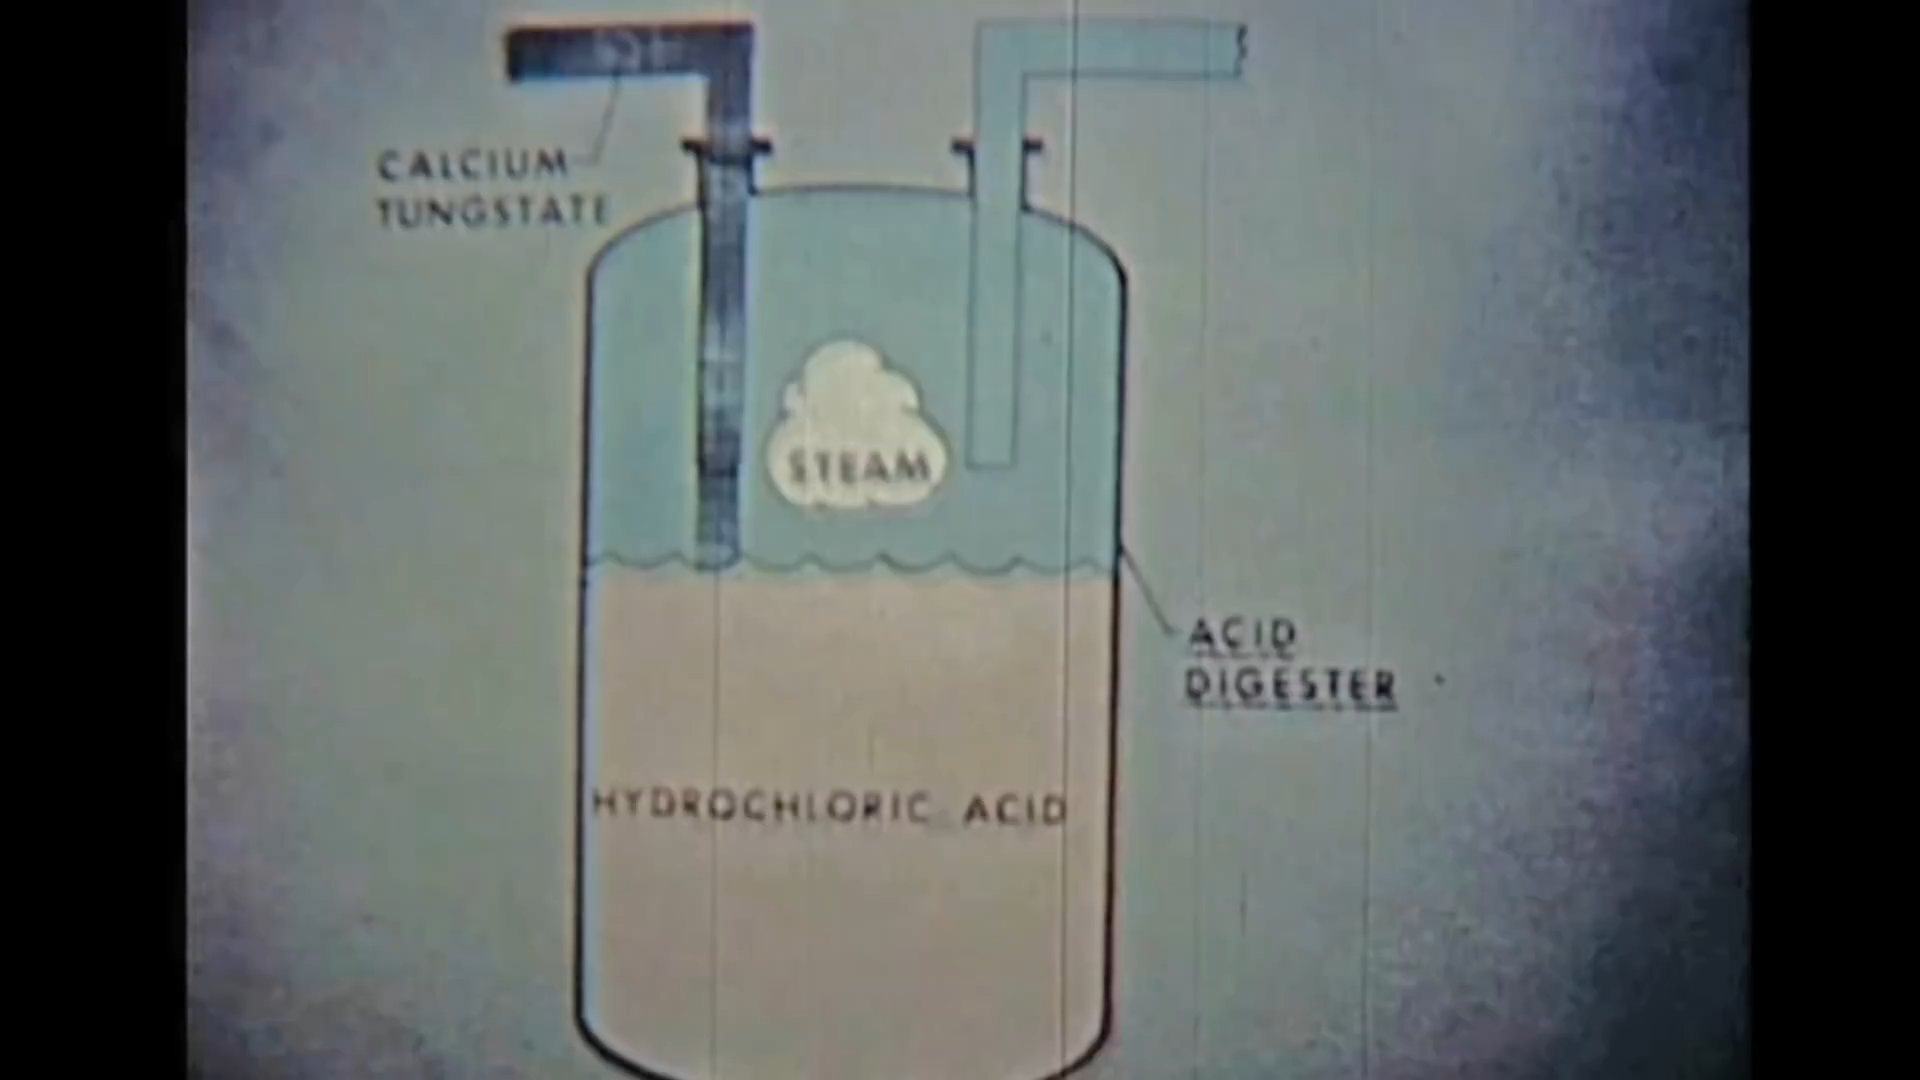 CALCIUM
TUNGSTATE
STEAM
ACID
DIGESTER
HYDROCHLORIC ACID